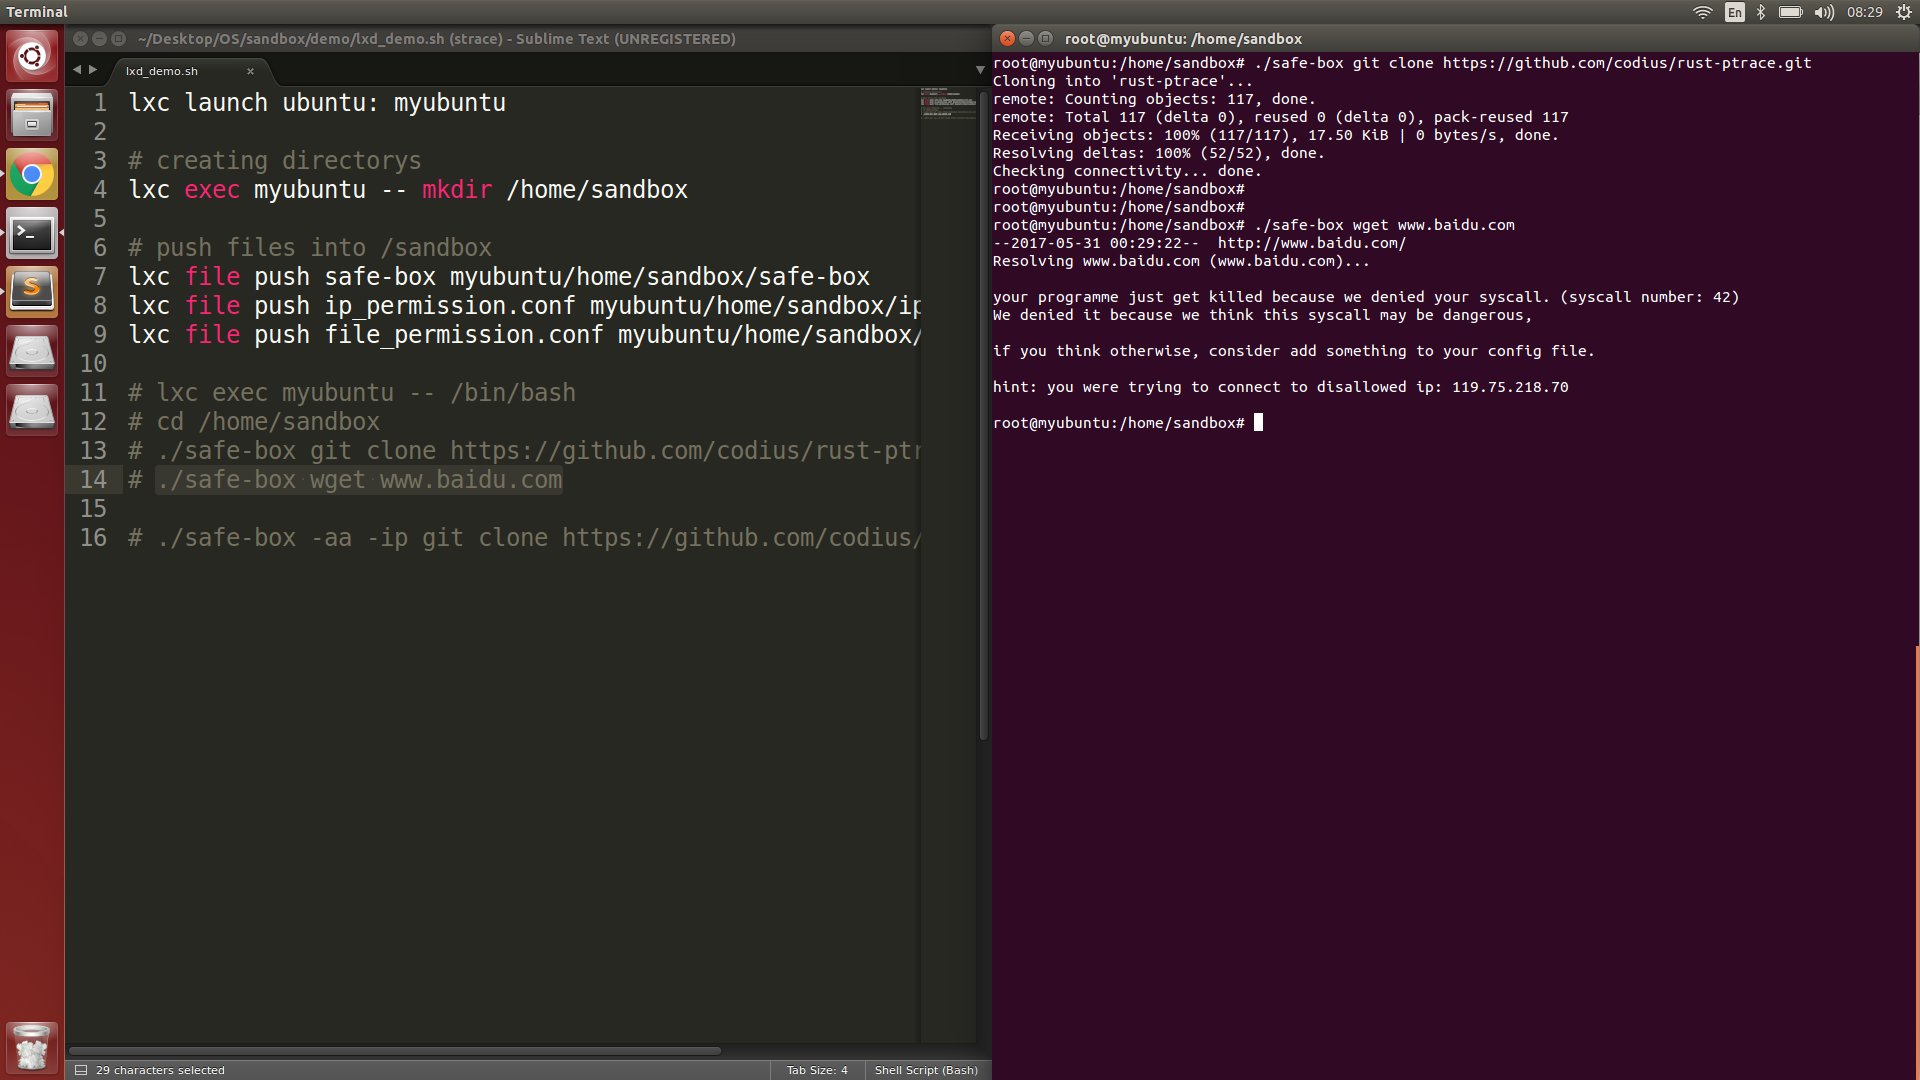 Terminal
En
08:29
~/Desktop/OS/sandbox/demo/lxd_demo.sh (strace) - Sublime Text (UNREGISTERED)
lxd_demo.sh
1 lxc launch ubuntu: myubuntu
2
3 # creating directorys
4 lxc exec myubuntu -- mkdir /home/sandbox
5
6 # push files into /sandbox
7 lxc file push safe-box myubuntu/home/sandbox/safe-box
8 lxc file push ip_permission.conf myubuntu/home/sandbox/ip
9 lxc file push file_permission.conf myubuntu/home/sandbox/
10
11 # lxc exec myubuntu -- /bin/bash
12 # cd /home/sandbox
13 # ./safe-box git clone https://github.com/codius/rust-ptr
14 # ./safe-box wget www.baidu.com
15
16 # ./safe-box -aa -ip git clone https://github.com/codius/
29 characters selected
Tab Size: 4
Shell Script (Bash)
root@myubuntu: /home/sandbox
root@myubuntu:/home/sandbox# ./safe-box git clone https://github.com/codius/rust-ptrace.git
Cloning into 'rust-ptrace'...
remote: Counting objects: 117, done.
remote: Total 117 (delta 0), reused 0 (delta 0), pack-reused 117
Receiving objects: 100% (117/117), 17.50 KiB | 0 bytes/s, done.
Resolving deltas: 100% (52/52), done.
Checking connectivity... done.
root@myubuntu:/home/sandbox#
root@myubuntu:/home/sandbox#
root@myubuntu:/home/sandbox# ./safe-box wget www.baidu.com
--2017-05-31 00:29:22--  http://www.baidu.com/
Resolving www.baidu.com (www.baidu.com)...
your programme just get killed because we denied your syscall. (syscall number: 42)
We denied it because we think this syscall may be dangerous,
if you think otherwise, consider add something to your config file.
hint: you were trying to connect to disallowed ip: 119.75.218.70
root@myubuntu:/home/sandbox#